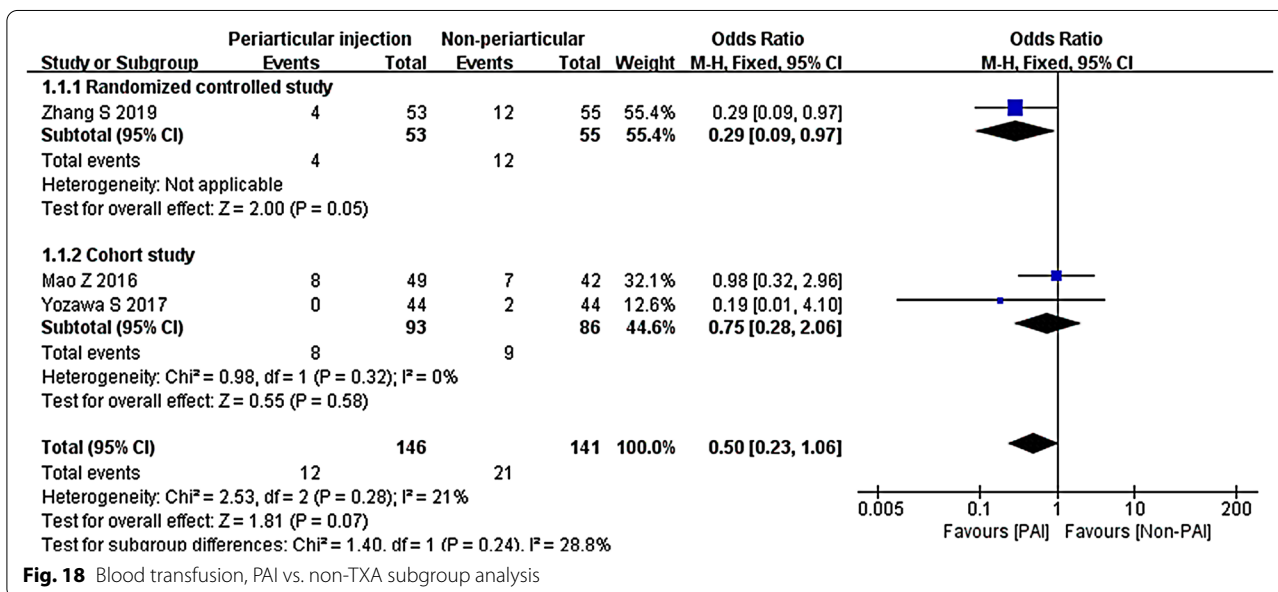 Periarticular injection Non-periarticular Odds Ratio Odds Ratio
Study or Subgroup Events Total Events Total Weight M-H, Fixed, 95% CI M-H, Fixed, 95% CI
1.1.1 Randomized controlled study
Zhang S 2019 4 53 12 55 55.4% 0.29 [0.09, 0.97]
Subtotal (95% CI) 53 55 55.4% 0.29 [0.09, 0.97]
Total events 4 12
Heterogeneity: Not applicable
Test for overall effect: Z = 2.00 (P = 0.05)
1.1.2 Cohort study
Mao Z 2016 8 49 7 42 32.1% 0.98 [0.32, 2.96]
Yozawa S 2017 0 44 2 44 12.6% 0.19 [0.01, 4.10]
Subtotal (95% CI) 93 86 44.6% 0.75 [0.28, 2.06]
Total events 8 9
Heterogeneity: Chi² = 0.98, df = 1 (P = 0.32); I² = 0%
Test for overall effect: Z = 0.55 (P = 0.58)
Total (95% CI) 146 141 100.0% 0.50 [0.23, 1.06]
Total events 12 21
Heterogeneity: Chi² = 2.53, df = 2 (P = 0.28); I² = 21%
Test for overall effect: Z = 1.81 (P = 0.07)
Test for subgroup differences: Chi² = 1.40, df = 1 (P = 0.24), I² = 28.8%
0.005 0.1 1 10 200
Favours [PAI] Favours [Non-PAI]
Fig. 18 Blood transfusion, PAI vs. non-TXA subgroup analysis